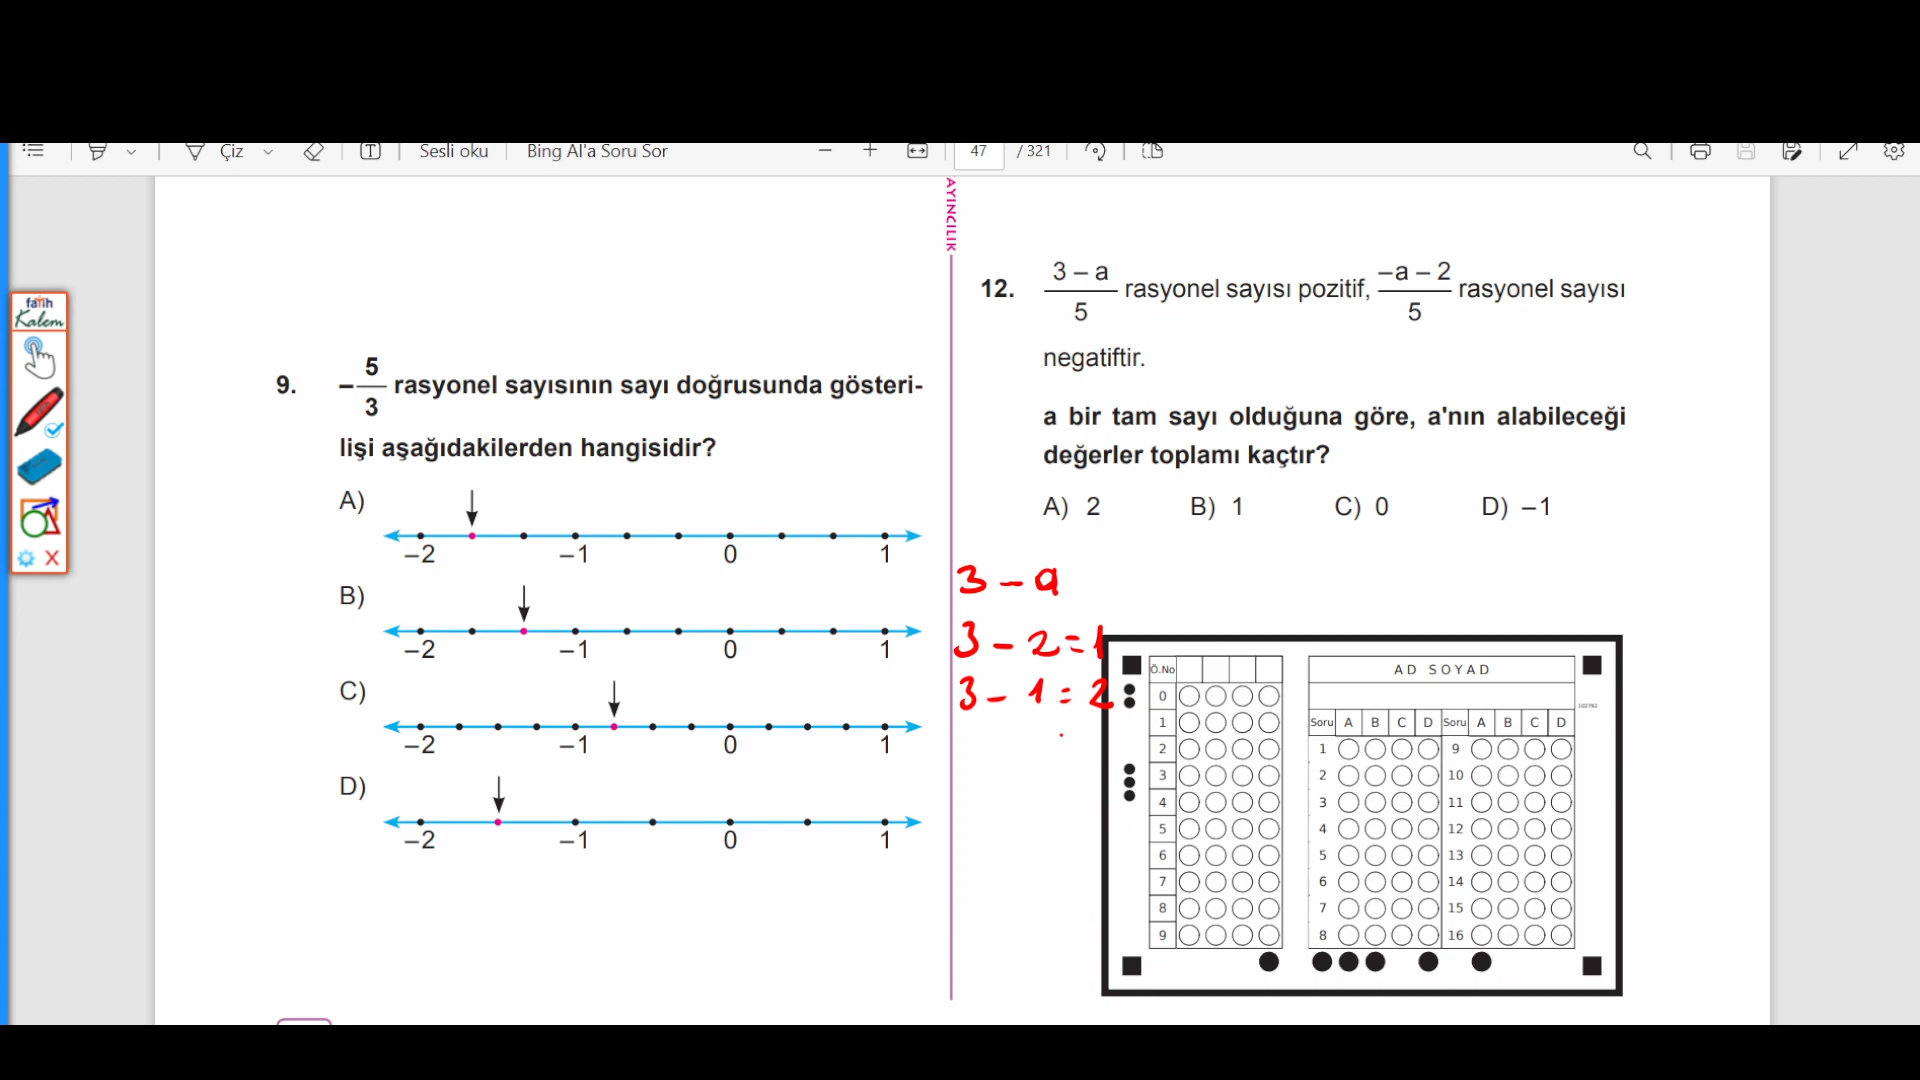 Çiz
Sesli oku
Bing AI'a Soru Sor
47 / 321
fatih
Kalem
AYINCILIK
9. –5/3 rasyonel sayısının sayı doğrusunda gösteri-
lişi aşağıdakilerden hangisidir?
A)
–2 –1 0 1
B)
–2 –1 0 1
C)
–2 –1 0 1
D)
–2 –1 0 1
12. 3 – a / 5 rasyonel sayısı pozitif, –a – 2 / 5 rasyonel sayısı
negatiftir.
a bir tam sayı olduğuna göre, a'nın alabileceği
değerler toplamı kaçtır?
A) 2 B) 1 C) 0 D) –1
3 – a
3 – 2 = 1
3 – 1 = 2
Ö.No
0
1
2
3
4
5
6
7
8
9
AD SOYAD
Soru A B C D Soru A B C D
1 9
2 10
3 11
4 12
5 13
6 14
7 15
8 16